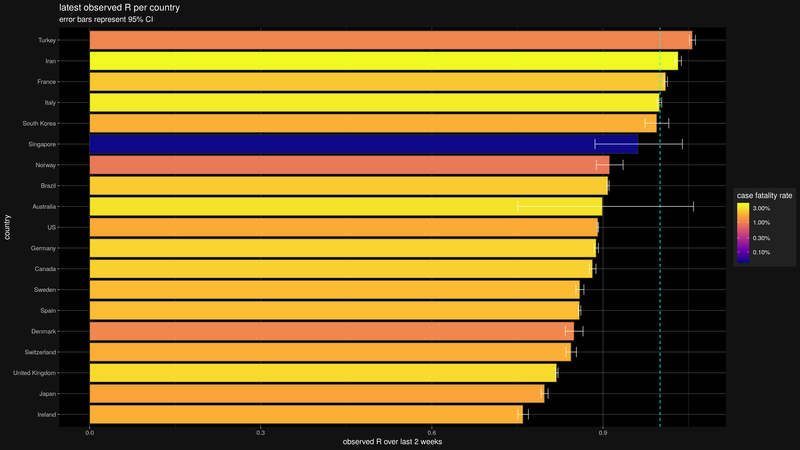 latest observed R per country
error bars represent 95% CI
country
Turkey
Iran
France
Italy
South Korea
Singapore
Norway
Brazil
Australia
US
Germany
Canada
Sweden
Spain
Denmark
Switzerland
United Kingdom
Japan
Ireland
0.0 0.3 0.6 0.9
observed R over last 2 weeks
case fatality rate
3.00%
1.00%
0.30%
0.10%